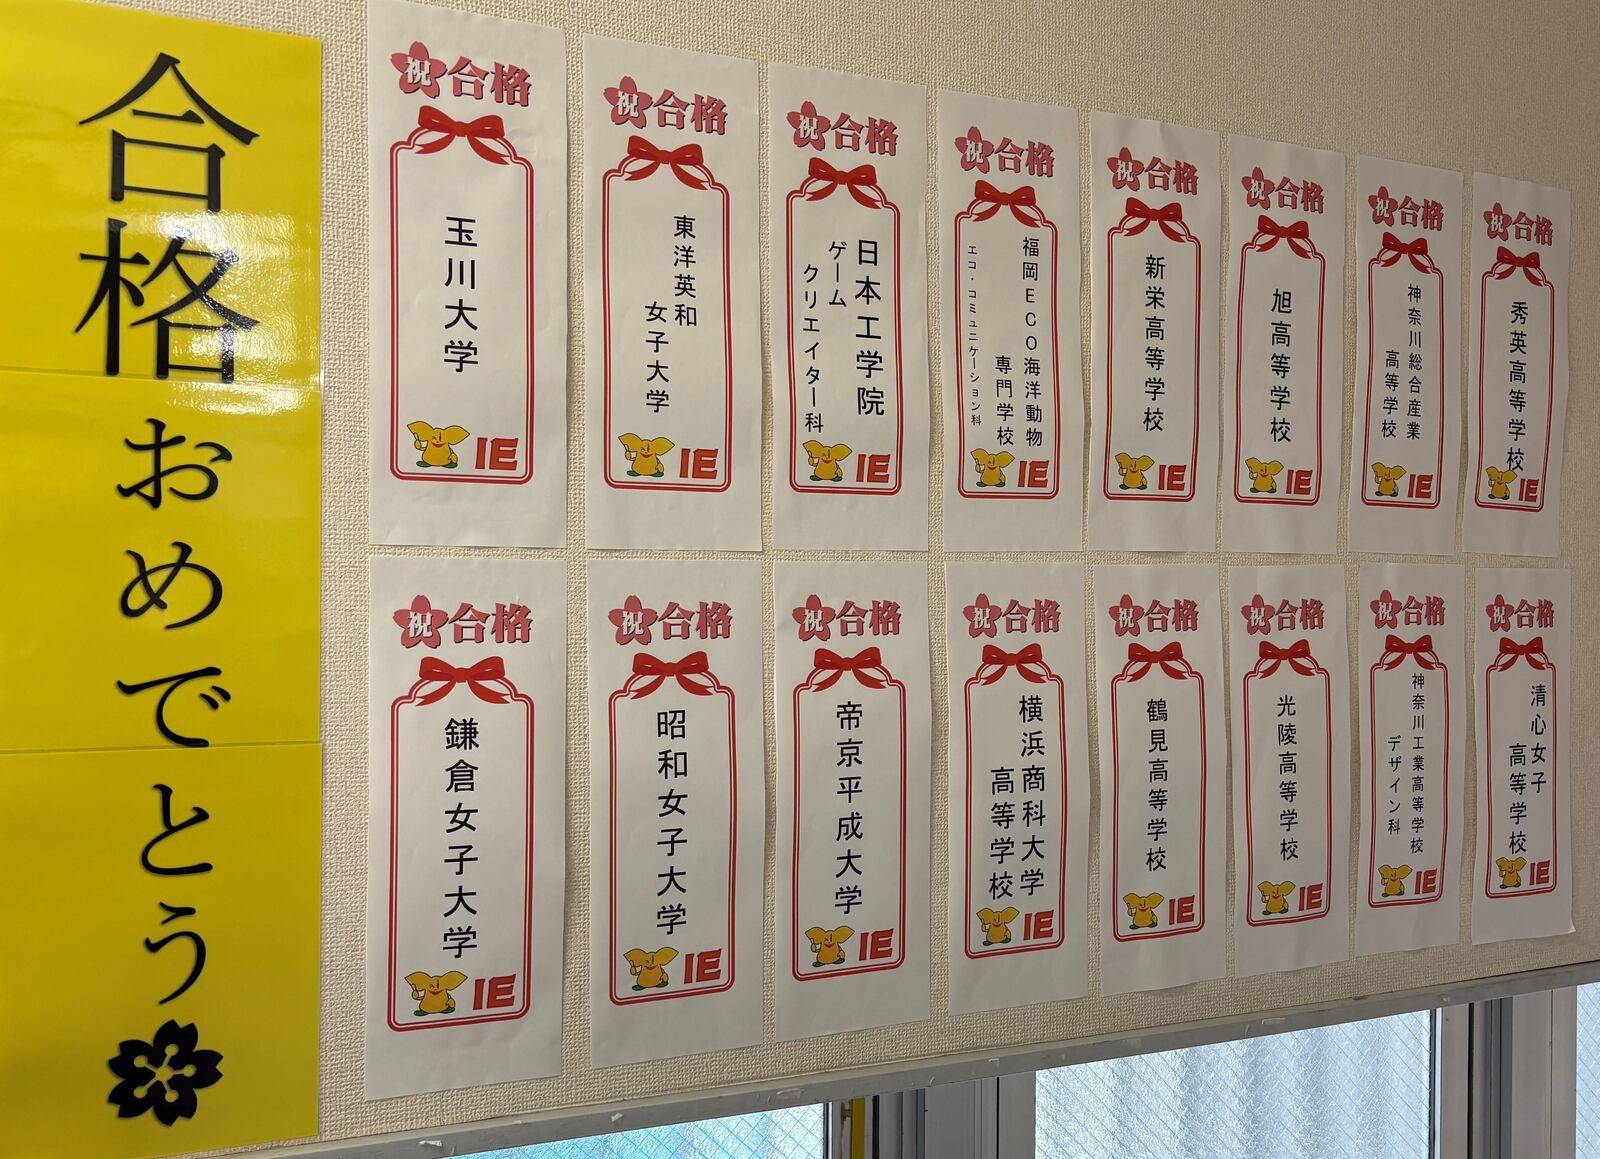 合格おめでとう
祝合格
玉川大学
IE
祝合格
東洋英和
女子大学
IE
祝合格
日本工学院
ゲーム
クリエイター科
IE
祝合格
福岡ECO海洋動物
専門学校
エコ・コミュニケーション科
IE
祝合格
新栄高等学校
IE
祝合格
旭高等学校
IE
祝合格
神奈川総合産業
高等学校
IE
祝合格
秀英高等学校
IE
祝合格
鎌倉女子大学
IE
祝合格
昭和女子大学
IE
祝合格
帝京平成大学
IE
祝合格
横浜商科大学
高等学校
IE
祝合格
鶴見高等学校
IE
祝合格
光陵高等学校
IE
祝合格
神奈川工業高等学校
デザイン科
IE
祝合格
清心女子
高等学校
IE